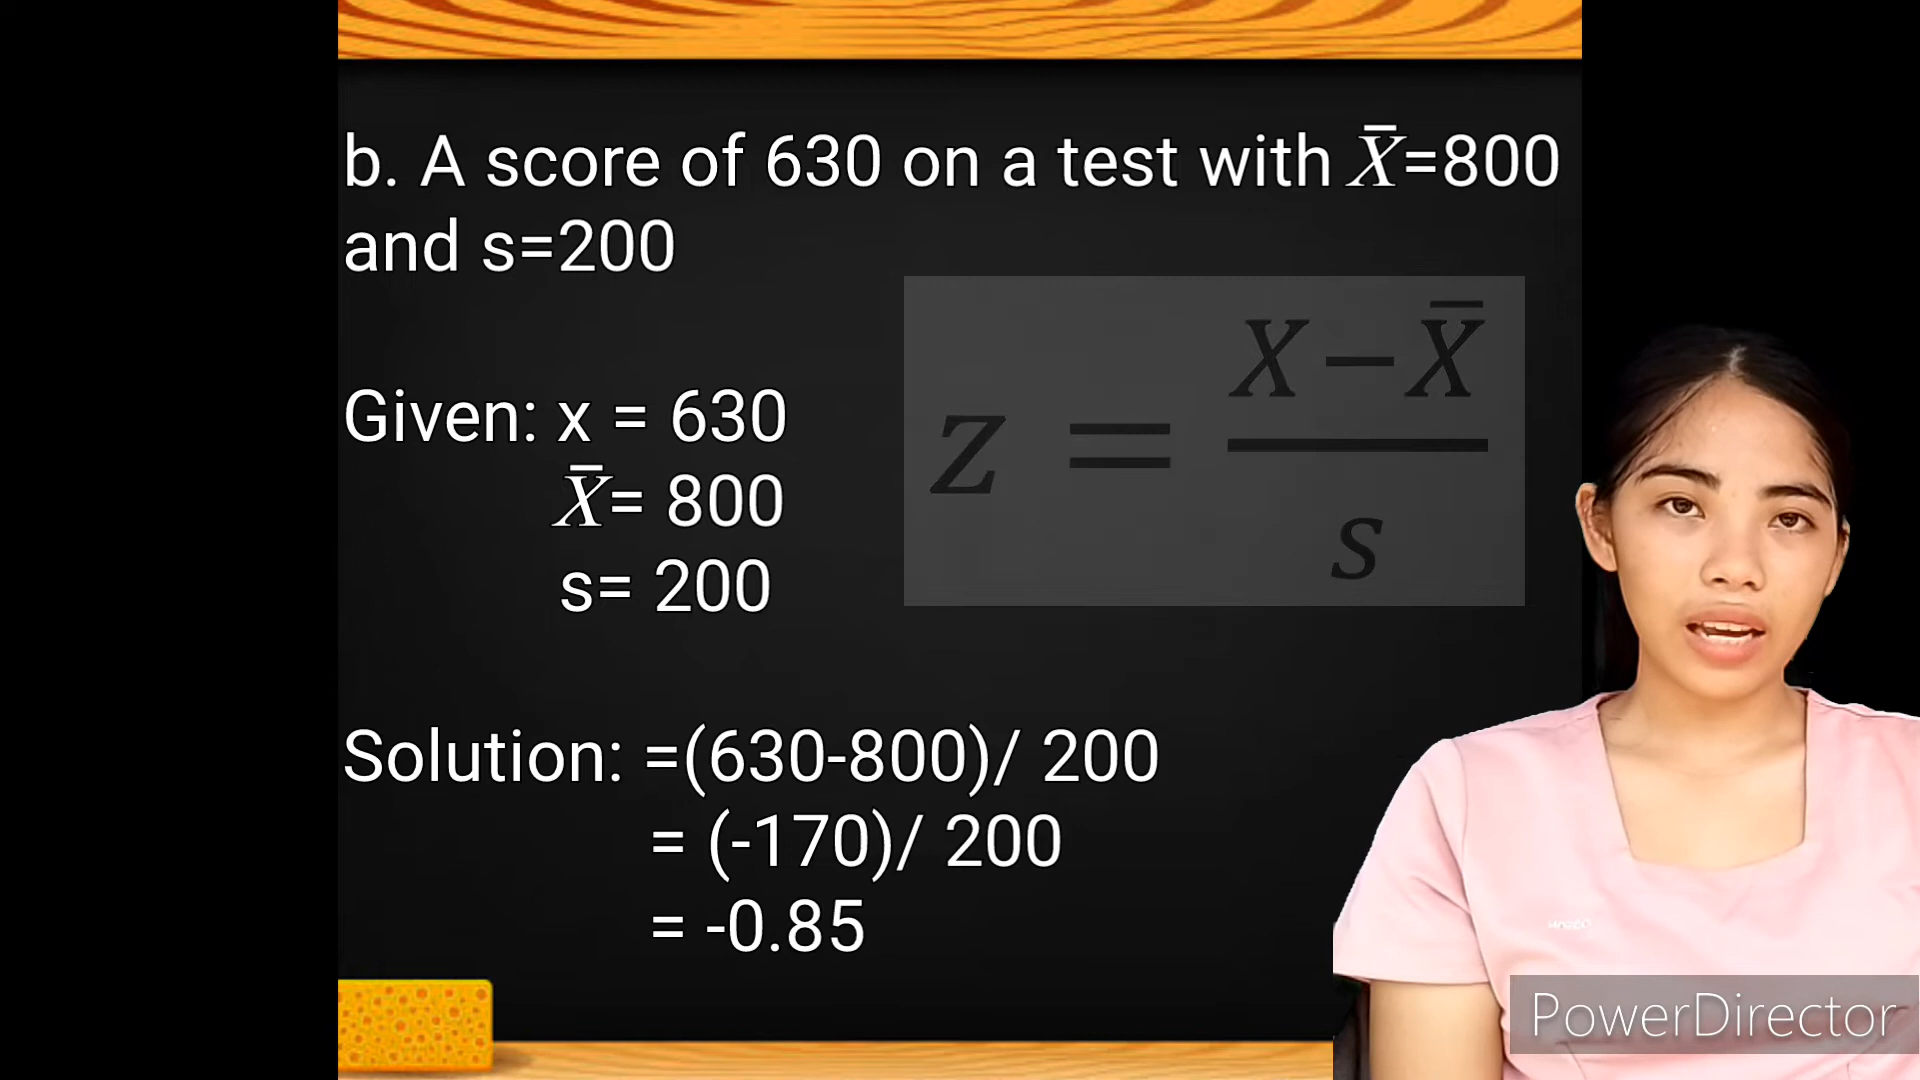 b. A score of 630 on a test with X̄=800
and s=200
z = (X − X̄) / s
Given: x = 630
X̄= 800
s= 200
Solution: =(630-800)/ 200
= (-170)/ 200
= -0.85
PowerDirector